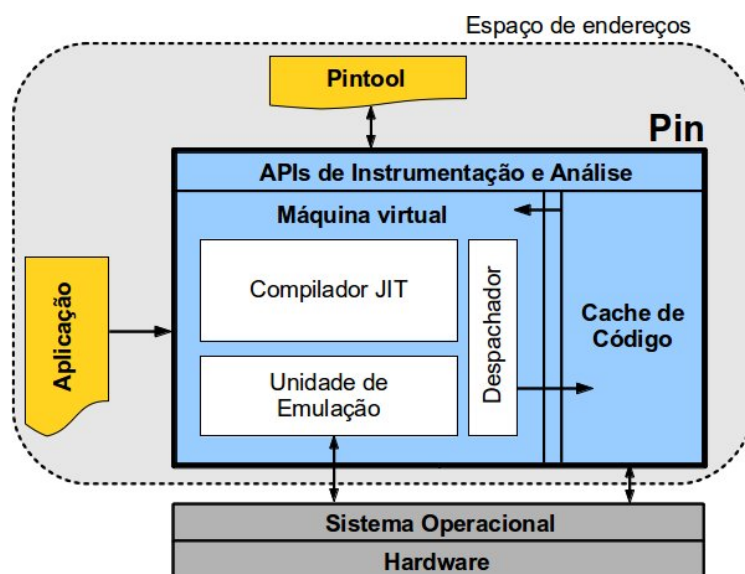 Espaço de endereços
Pintool
Pin
APIs de Instrumentação e Análise
Máquina virtual
Compilador JIT
Despachador
Cache de
Código
Aplicação
Unidade de
Emulação
Sistema Operacional
Hardware